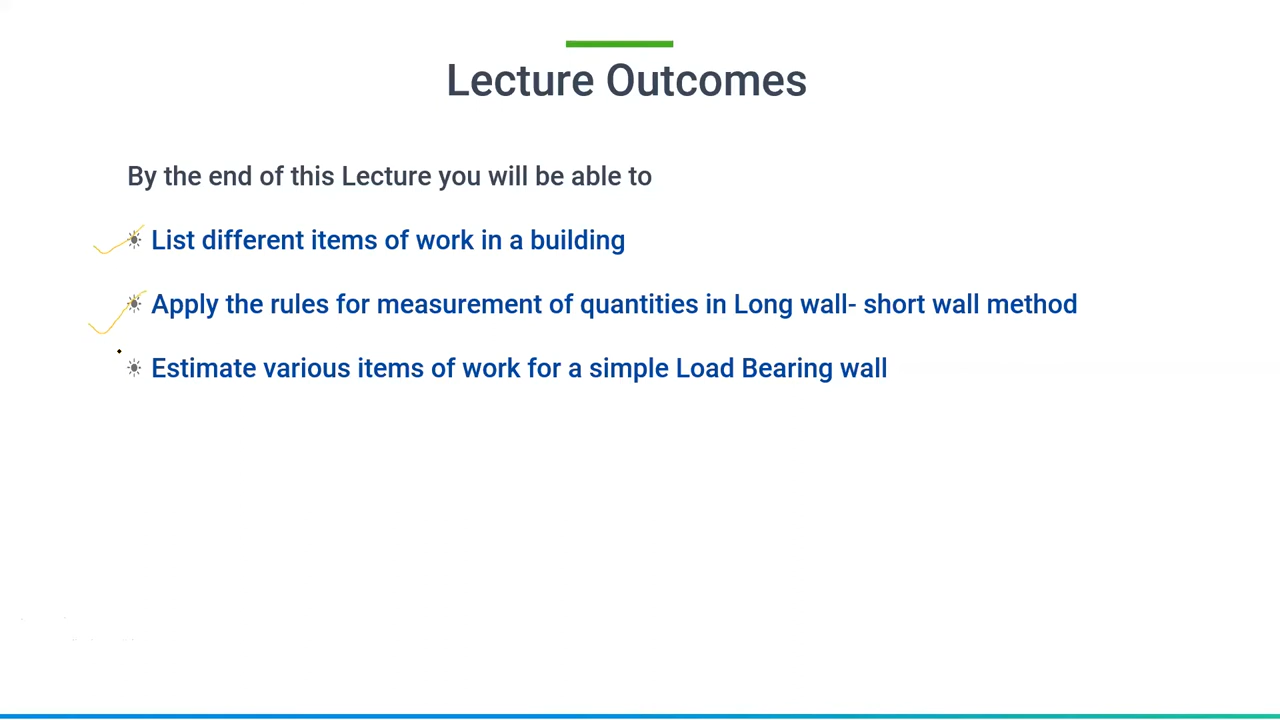 Lecture Outcomes
By the end of this Lecture you will be able to
List different items of work in a building
Apply the rules for measurement of quantities in Long wall- short wall method
Estimate various items of work for a simple Load Bearing wall